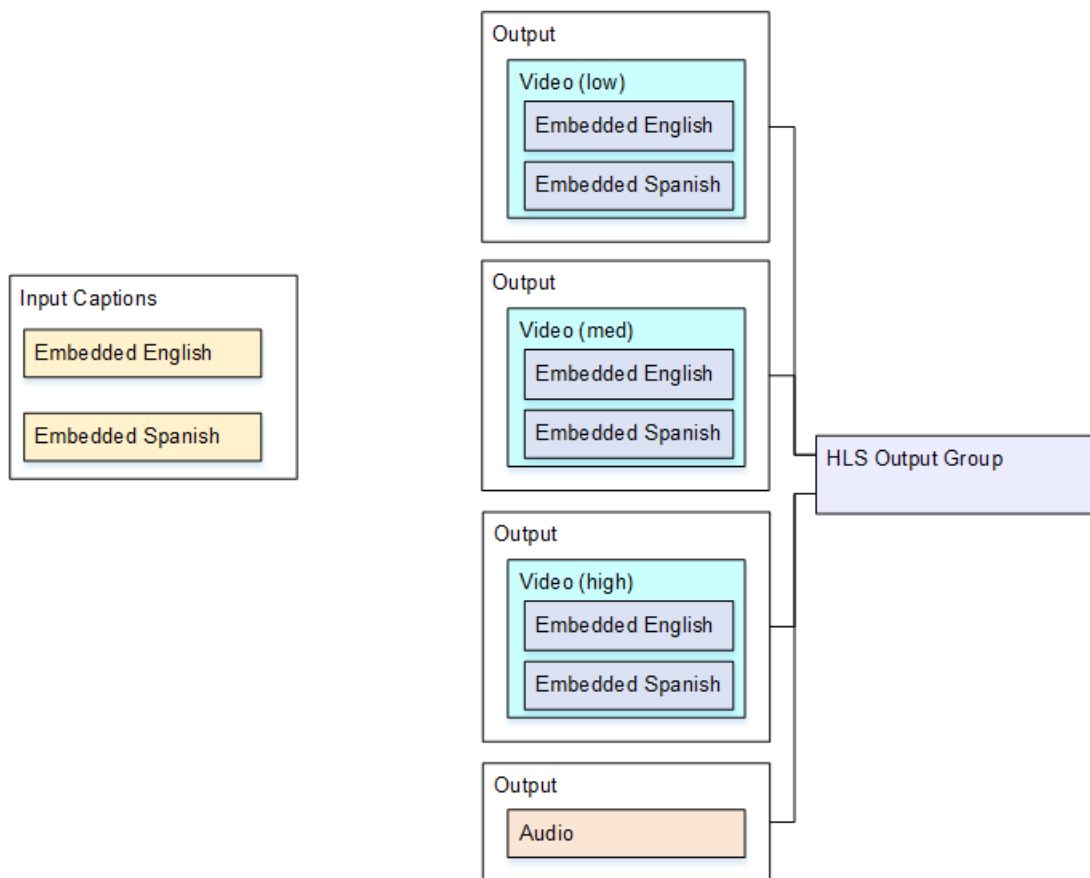 Input Captions
Embedded English
Embedded Spanish
Output
Video (low)
Embedded English
Embedded Spanish
Output
Video (med)
Embedded English
Embedded Spanish
Output
Video (high)
Embedded English
Embedded Spanish
Output
Audio
HLS Output Group